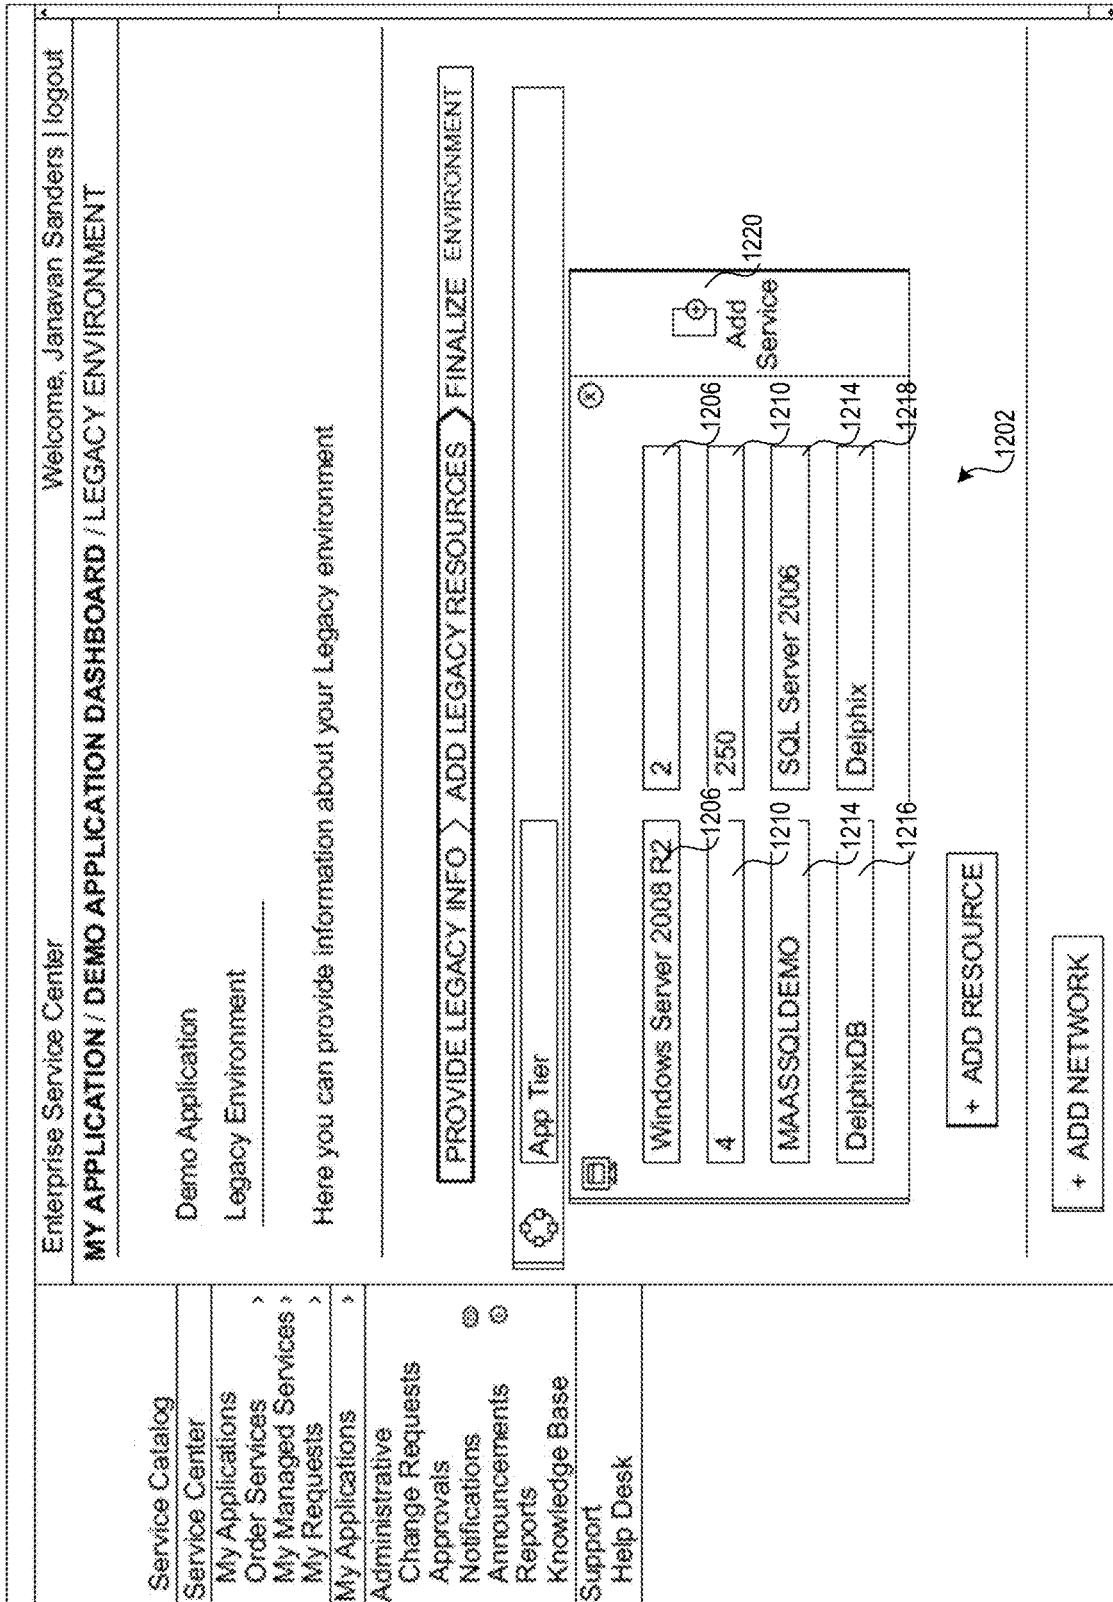 Enterprise Service Center
Welcome, Janavan Sanders | logout
MY APPLICATION / DEMO APPLICATION DASHBOARD / LEGACY ENVIRONMENT
Service Catalog
Service Center
My Applications
Order Services >
My Managed Services >
My Requests >
My Applications >
Administrative
Change Requests
Approvals
Notifications
Announcements
Reports
Knowledge Base
Support
Help Desk
Demo Application
Legacy Environment
Here you can provide information about your Legacy environment
PROVIDE LEGACY INFO > ADD LEGACY RESOURCES > FINALIZE ENVIRONMENT
App Tier
Windows Server 2008 R2
1206
2
1206
4
1210
250
1210
MAASSQLDEMO
1214
SQL Server 2006
1214
DelphixDB
1216
Delphix
1218
Add
Service
1220
+ ADD RESOURCE
1202
+ ADD NETWORK